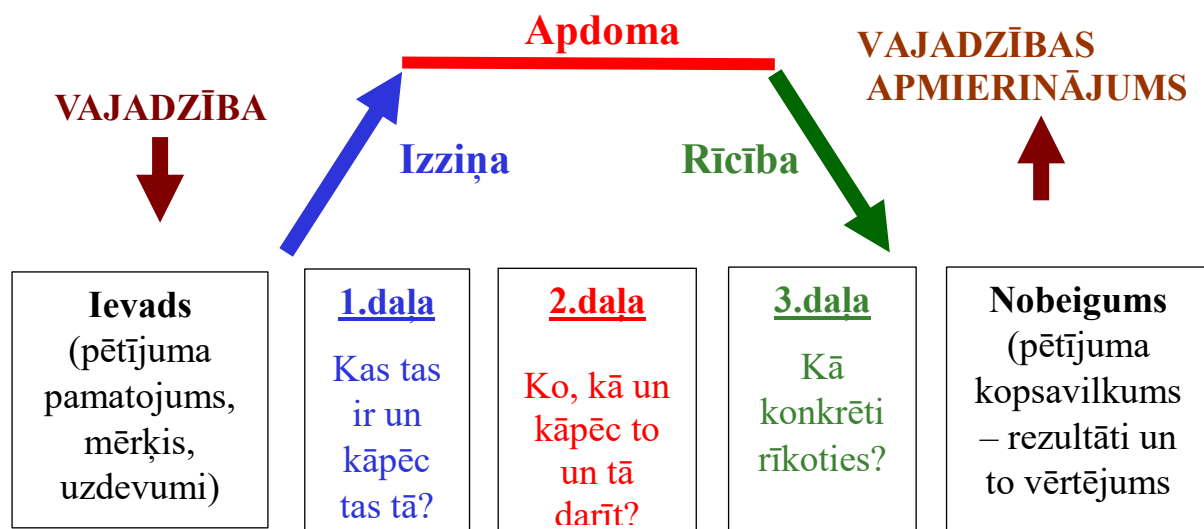 Apdoma
VAJADZĪBAS
APMIERINĀJUMS
VAJADZĪBA
Izziņa
Rīcība
Ievads
(pētījuma
pamatojums,
mērķis,
uzdevumi)
1.daļa
Kas tas
ir un
kāpēc
tas tā?
2.daļa
Ko, kā un
kāpēc to
un tā
darīt?
3.daļa
Kā
konkrēti
rīkoties?
Nobeigums
(pētījuma
kopsavilkums
– rezultāti un
to vērtējums